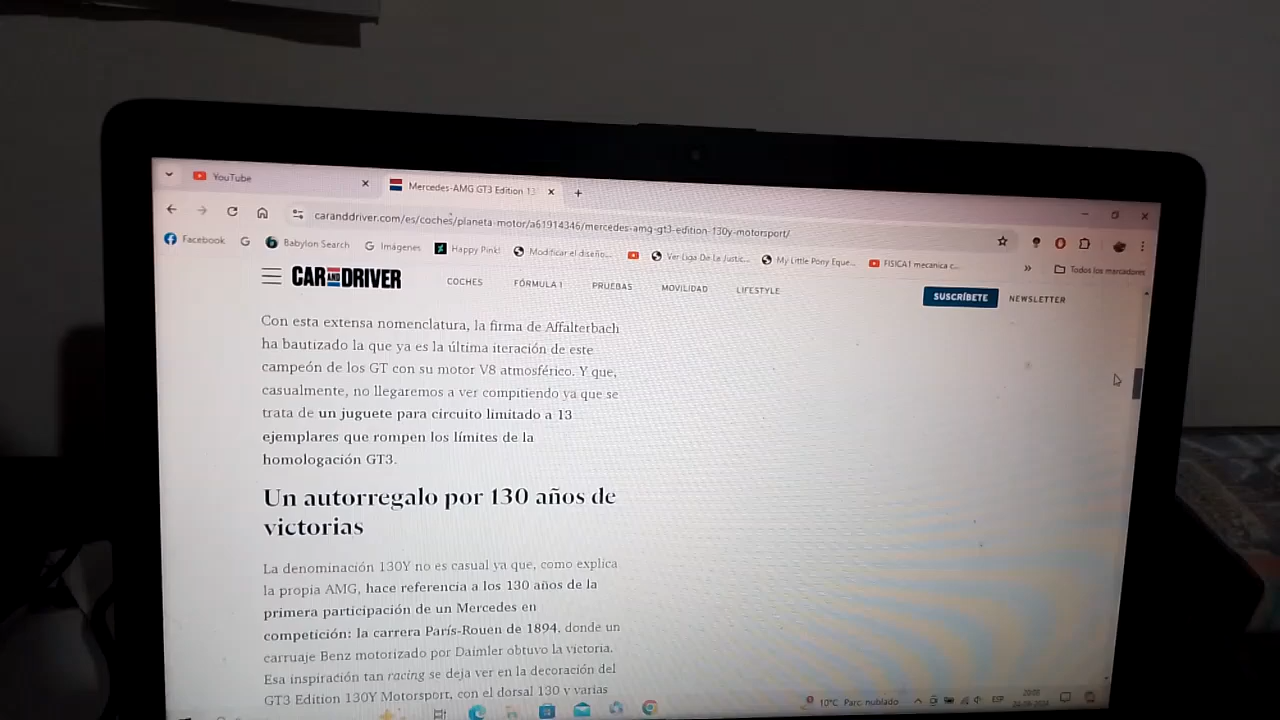 YouTube
Mercedes-AMG GT3 Edition 13
caranddriver.com/es/coches/planeta-motor/a61914346/mercedes-amg-gt3-edition-130y-motorsport/
Facebook
Babylon Search
Imágenes
Happy Pink!
Modificar el diseño...
Ver Liga De La Justic...
My Little Pony Eque...
FISICA1 mecanica c...
Todos los marcadores
CAR AND DRIVER
COCHES
FÓRMULA 1
PRUEBAS
MOVILIDAD
LIFESTYLE
SUSCRÍBETE
NEWSLETTER
Con esta extensa nomenclatura, la firma de Affalterbach
ha bautizado la que ya es la última iteración de este
campeón de los GT con su motor V8 atmosférico. Y que,
casualmente, no llegaremos a ver compitiendo ya que se
trata de un juguete para circuito limitado a 13
ejemplares que rompen los límites de la
homologación GT3.
Un autorregalo por 130 años de
victorias
La denominación 130Y no es casual ya que, como explica
la propia AMG, hace referencia a los 130 años de la
primera participación de un Mercedes en
competición: la carrera París-Rouen de 1894, donde un
carruaje Benz motorizado por Daimler obtuvo la victoria.
Esa inspiración tan racing se deja ver en la decoración del
GT3 Edition 130Y Motorsport, con el dorsal 130 y varias
10°C Parc. nublado
ESP